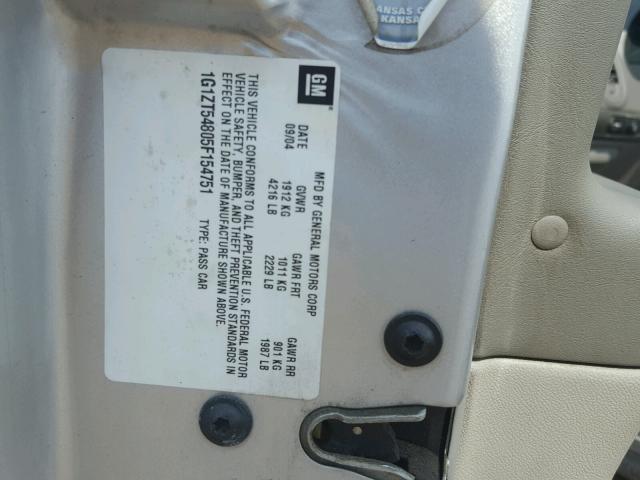 KANSAS
GM
MFD BY GENERAL MOTORS CORP
DATE GVWR GAWR FRT GAWR RR
09/04 1912 KG 1011 KG 901 KG
4216 LB 2229 LB 1987 LB
THIS VEHICLE CONFORMS TO ALL APPLICABLE U.S. FEDERAL MOTOR
VEHICLE SAFETY, BUMPER, AND THEFT PREVENTION STANDARDS IN
EFFECT ON THE DATE OF MANUFACTURE SHOWN ABOVE.
1G1ZT54805F154751 TYPE: PASS CAR